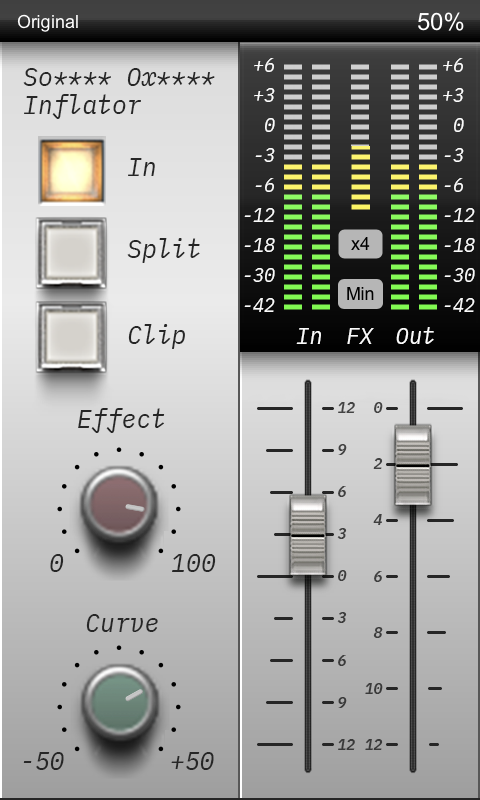 Original 50%
So**** Ox****
Inflator
In
Split
Clip
Effect
0 100
Curve
-50 +50
+6 +6
+3 +3
0 0
-3 -3
-6 -6
-12 -12
-18 x4 -18
-30 -30
-42 Min -42
In FX Out
12 0
9
6 2
3
0 4
3 6
6 8
9 10
12 12